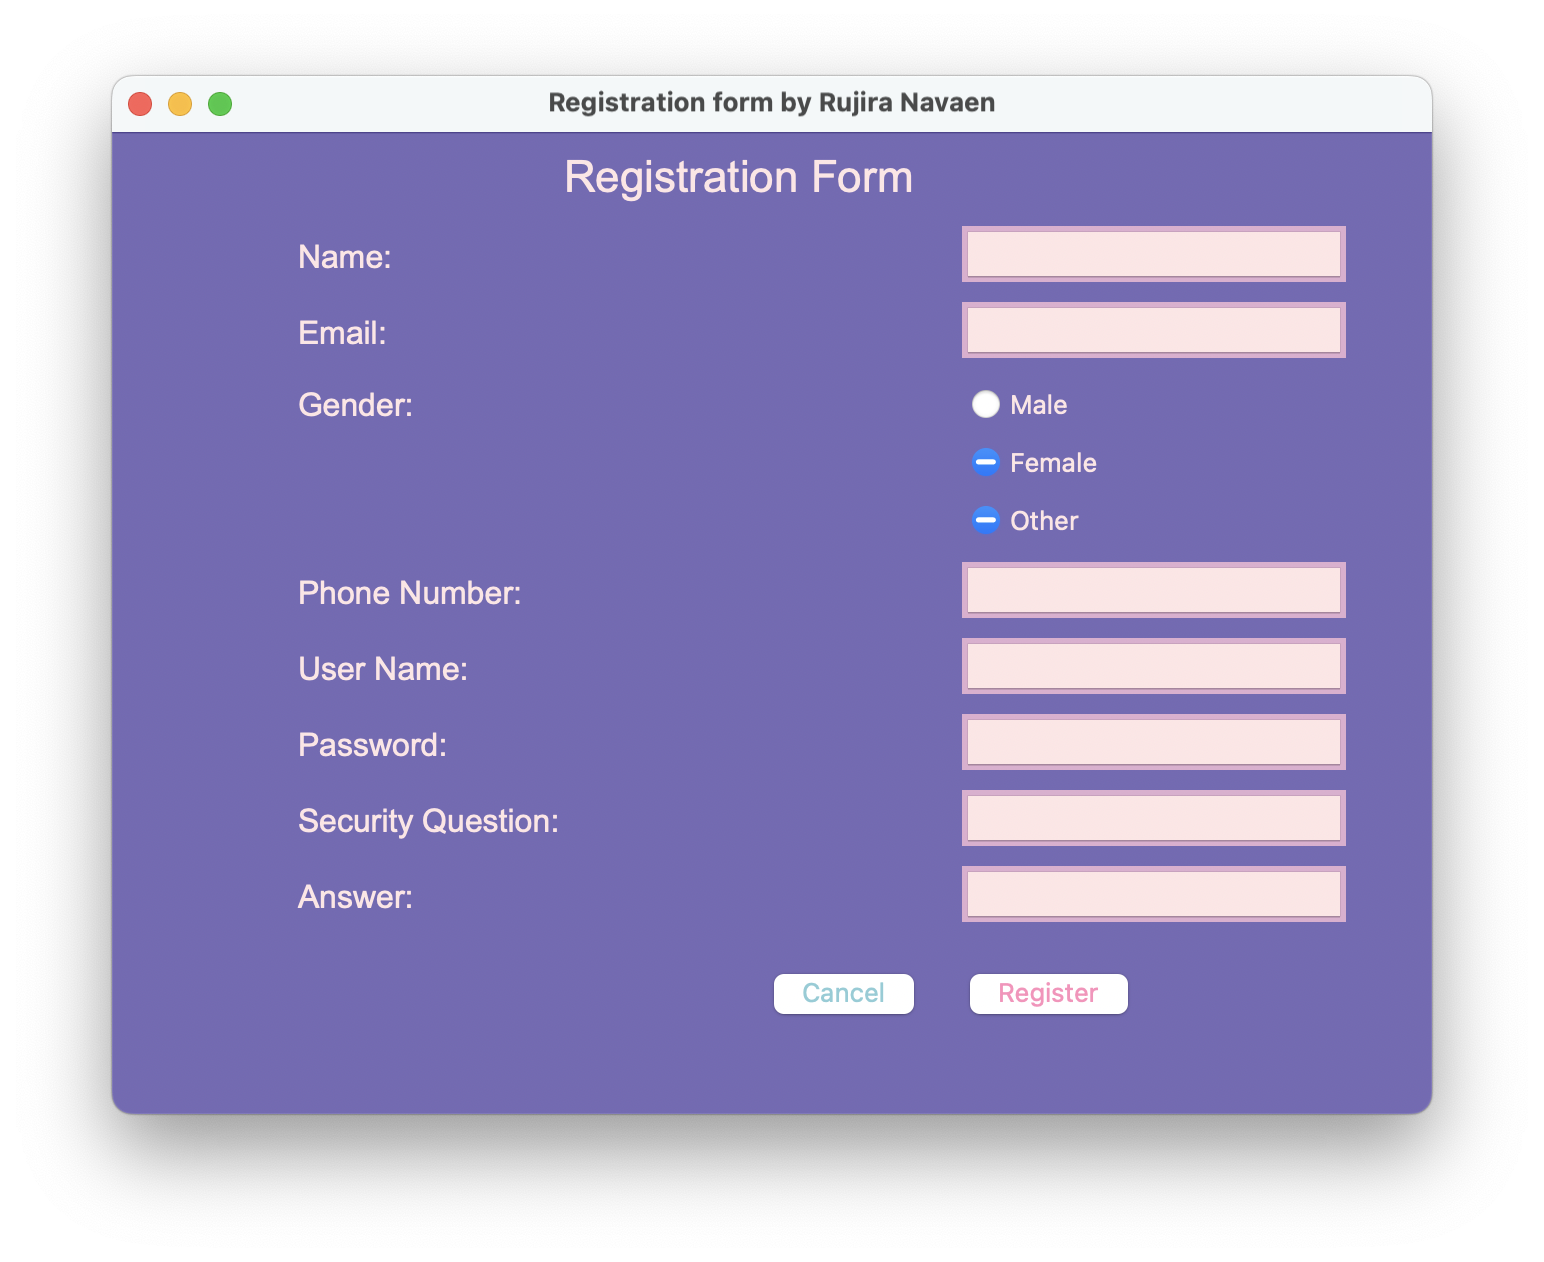 Registration form by Rujira Navaen
Registration Form
Name:
Email:
Gender:
Male
Female
Other
Phone Number:
User Name:
Password:
Security Question:
Answer:
Cancel
Register